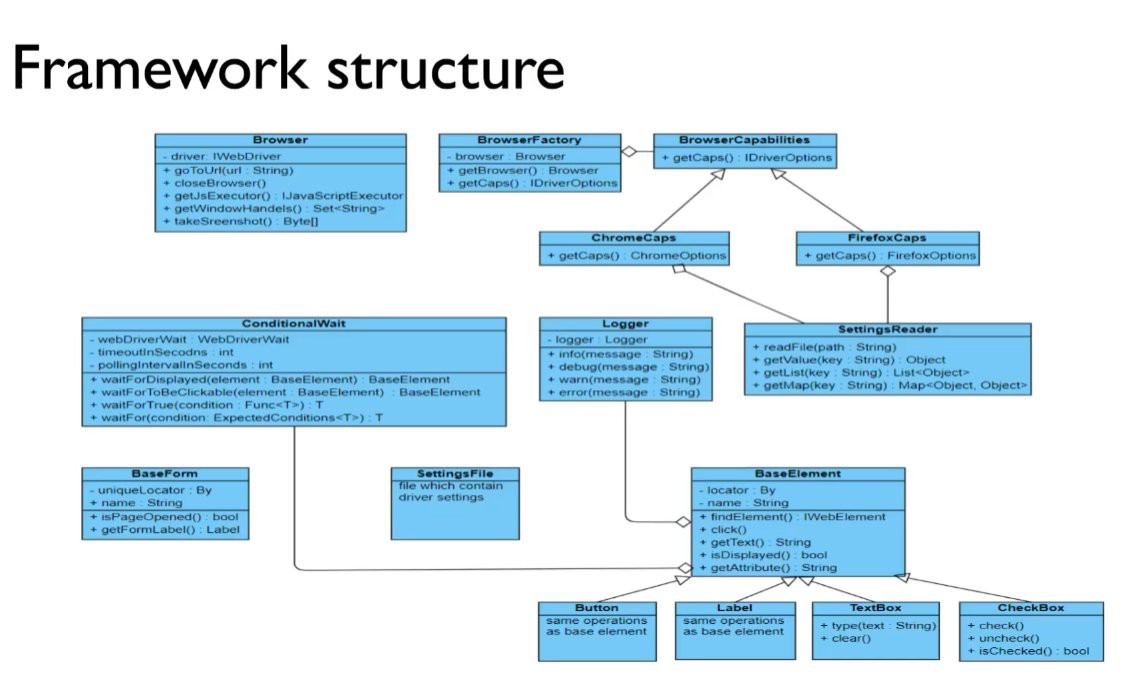 Framework structure
Browser
- driver: IWebDriver
+ goToUrl(url : String)
+ closeBrowser()
+ getJsExecutor() : IJavaScriptExecutor
+ getWindowHandels() : Set<String>
+ takeSreenshot() : Byte[]
BrowserFactory
- browser : Browser
+ getBrowser() : Browser
+ getCaps() : IDriverOptions
BrowserCapabilities
+ getCaps() : IDriverOptions
ChromeCaps
+ getCaps() : ChromeOptions
FirefoxCaps
+ getCaps() : FirefoxOptions
ConditionalWait
- webDriverWait : WebDriverWait
- timeoutInSecodns : int
- pollingIntervalInSeconds : int
+ waitForDisplayed(element : BaseElement) : BaseElement
+ waitForToBeClickable(element : BaseElement) : BaseElement
+ waitForTrue(condition : Func<T>) : T
+ waitFor(condition: ExpectedConditions<T>) : T
Logger
- logger : Logger
+ info(message : String)
+ debug(message : String)
+ warn(message : String)
+ error(message : String)
SettingsReader
+ readFile(path : String)
+ getValue(key : String) : Object
+ getList(key : String) : List<Object>
+ getMap(key : String) : Map<Object, Object>
BaseForm
- uniqueLocator : By
+ name : String
+ isPageOpened() : bool
+ getFormLabel() : Label
SettingsFile
file which contain
driver settings
BaseElement
- locator : By
- name : String
+ findElement() : IWebElement
+ click()
+ getText() : String
+ isDisplayed() : bool
+ getAttribute() : String
Button
same operations
as base element
Label
same operations
as base element
TextBox
+ type(text : String)
+ clear()
CheckBox
+ check()
+ uncheck()
+ isChecked() : bool